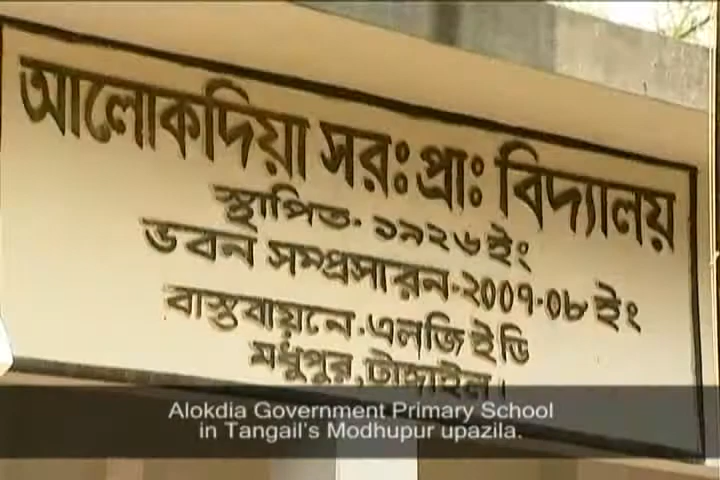 আলোকদিয়া সরঃ প্রাঃ বিদ্যালয়
স্থাপিত- ১৯২৬ইং
ভবন সম্প্রসারন-২০০৭-০৮ ইং
বাস্তবায়নে-এলজি ইডি
মধুপুর, টাঙ্গাইল।
Alokdia Government Primary School
in Tangail's Modhupur upazila.